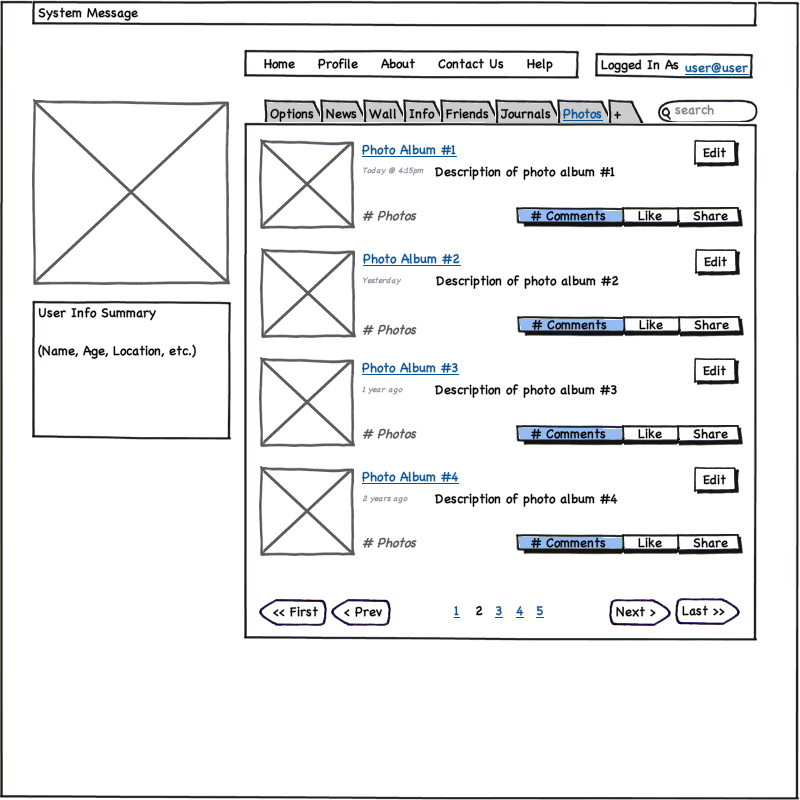 System Message
Home Profile About Contact Us Help
Logged In As user@user
Options News Wall Info Friends Journals Photos +
search
Photo Album #1
Edit
Today @ 4:15pm Description of photo album #1
# Photos
# Comments Like Share
Photo Album #2
Edit
Yesterday Description of photo album #2
# Photos
# Comments Like Share
Photo Album #3
Edit
1 year ago Description of photo album #3
# Photos
# Comments Like Share
Photo Album #4
Edit
2 years ago Description of photo album #4
# Photos
# Comments Like Share
<< First < Prev 1 2 3 4 5 Next > Last >>
User Info Summary
(Name, Age, Location, etc.)